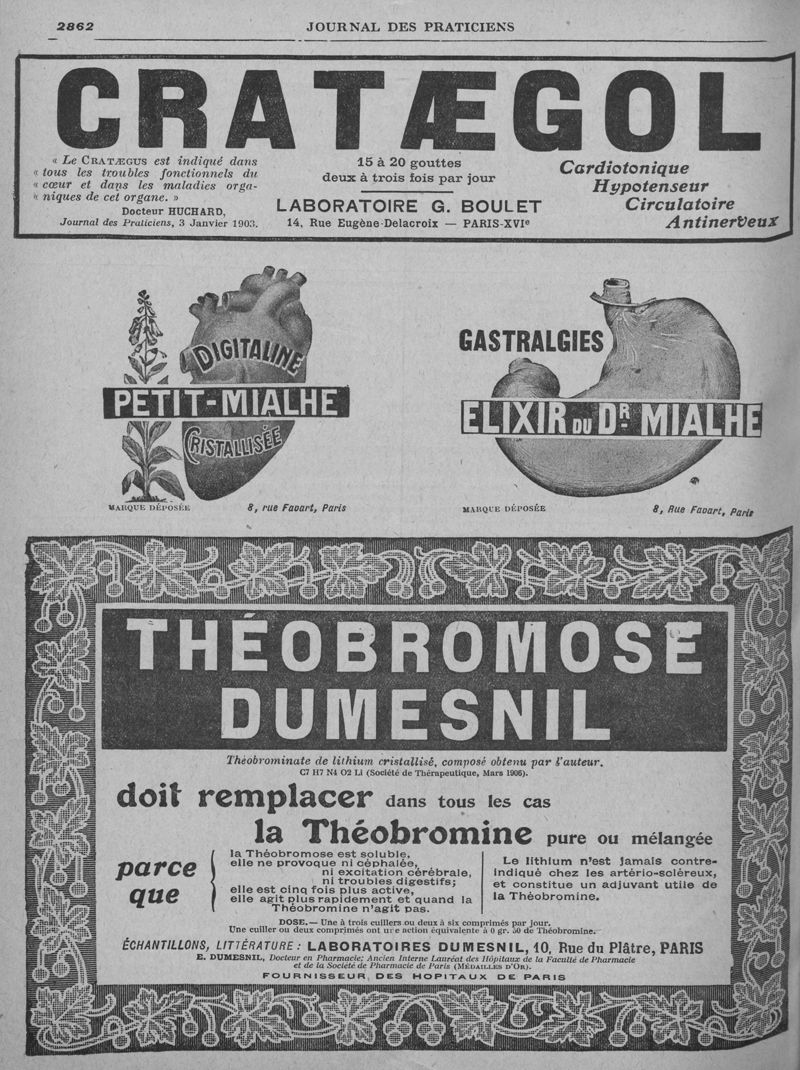 2862
JOURNAL DES PRATICIENS
CRATÆGOL
« Le CRATÆGUS est indiqué dans
« tous les troubles fonctionnels du
« cœur et dans les maladies orga-
« niques de cet organe. »
Docteur HUCHARD,
Journal des Praticiens, 3 Janvier 1903.
15 à 20 gouttes
deux à trois fois par jour
LABORATOIRE G. BOULET
14, Rue Eugène-Delacroix — PARIS-XVIe
Cardiotonique
Hypotenseur
Circulatoire
Antinerveux
DIGITALINE
PETIT-MIALHE
CRISTALLISÉE
MARQUE DÉPOSÉE
8, rue Favart, Paris
GASTRALGIES
ELIXIR DU DR. MIALHE
MARQUE DÉPOSÉE
8, Rue Favart, Paris
THÉOBROMOSE
DUMESNIL
Théobrominate de lithium cristallisé, composé obtenu par l'auteur.
C7 H7 N4 O2 Li (Société de Thérapeutique, Mars 1906).
doit remplacer dans tous les cas
la Théobromine pure ou mélangée
parce
que
la Théobromose est soluble,
elle ne provoque ni céphalée,
ni excitation cérébrale,
ni troubles digestifs;
elle est cinq fois plus active,
elle agit plus rapidement et quand la
Théobromine n'agit pas.
Le lithium n'est jamais contre-
indiqué chez les artério-scléreux,
et constitue un adjuvant utile de
la Théobromine.
DOSE.— Une à trois cuillers ou deux à six comprimés par jour.
Une cuiller ou deux comprimés ont une action équivalente à 0 gr. 50 de Théobromine.
ÉCHANTILLONS, LITTÉRATURE : LABORATOIRES DUMESNIL, 10, Rue du Plâtre, PARIS
E. DUMESNIL, Docteur en Pharmacie; Ancien Interne Lauréat des Hôpitaux de la Faculté de Pharmacie
et de la Société de Pharmacie de Paris (MÉDAILLES D'OR).
FOURNISSEUR DES HOPITAUX DE PARIS